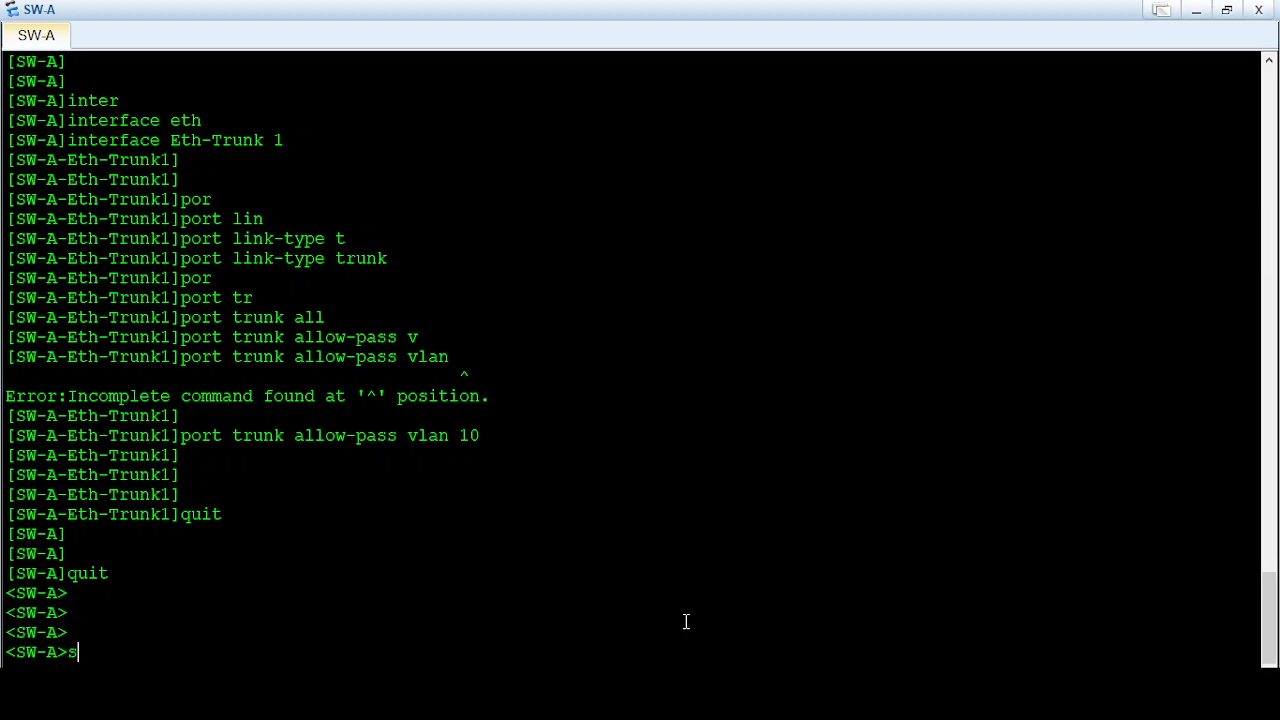 SW-A
SW-A
[SW-A]
[SW-A]
[SW-A]inter
[SW-A]interface eth
[SW-A]interface Eth-Trunk 1
[SW-A-Eth-Trunk1]
[SW-A-Eth-Trunk1]
[SW-A-Eth-Trunk1]por
[SW-A-Eth-Trunk1]port lin
[SW-A-Eth-Trunk1]port link-type t
[SW-A-Eth-Trunk1]port link-type trunk
[SW-A-Eth-Trunk1]por
[SW-A-Eth-Trunk1]port tr
[SW-A-Eth-Trunk1]port trunk all
[SW-A-Eth-Trunk1]port trunk allow-pass v
[SW-A-Eth-Trunk1]port trunk allow-pass vlan
^
Error:Incomplete command found at '^' position.
[SW-A-Eth-Trunk1]
[SW-A-Eth-Trunk1]port trunk allow-pass vlan 10
[SW-A-Eth-Trunk1]
[SW-A-Eth-Trunk1]
[SW-A-Eth-Trunk1]
[SW-A-Eth-Trunk1]quit
[SW-A]
[SW-A]
[SW-A]quit
<SW-A>
<SW-A>
<SW-A>
<SW-A>s